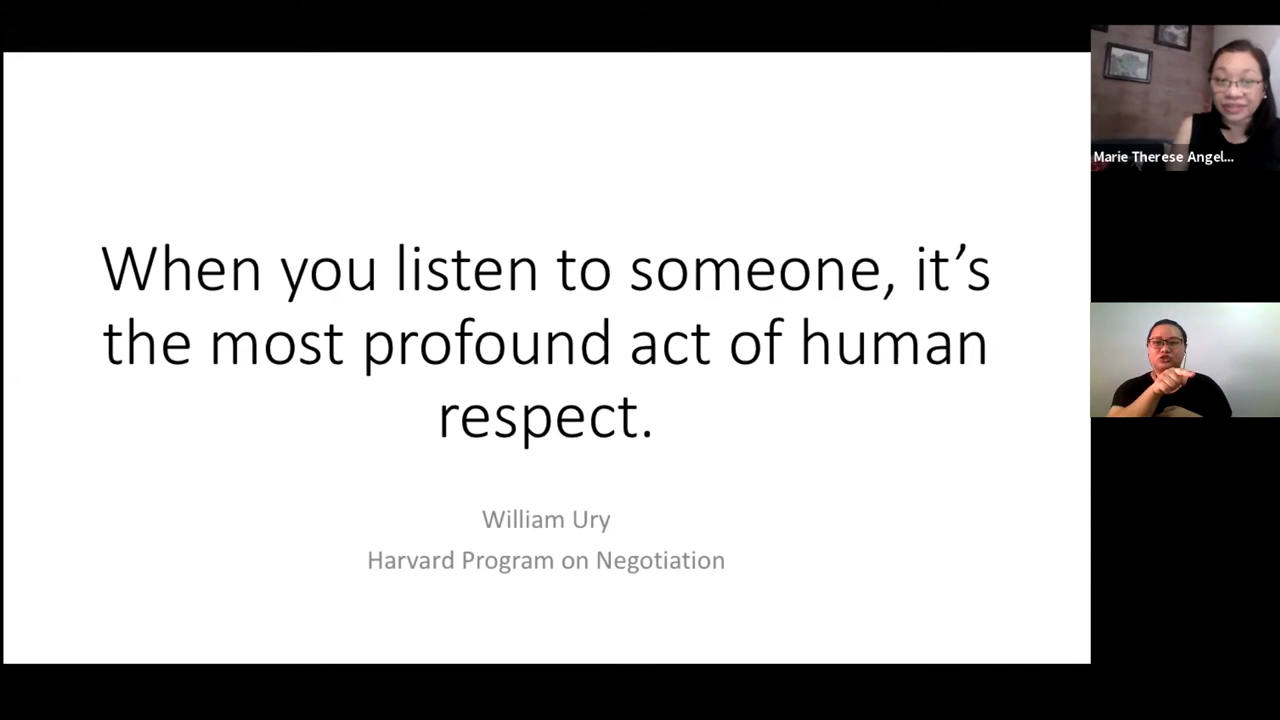 When you listen to someone, it’s
the most profound act of human
respect.
William Ury
Harvard Program on Negotiation
Marie Therese Angel...